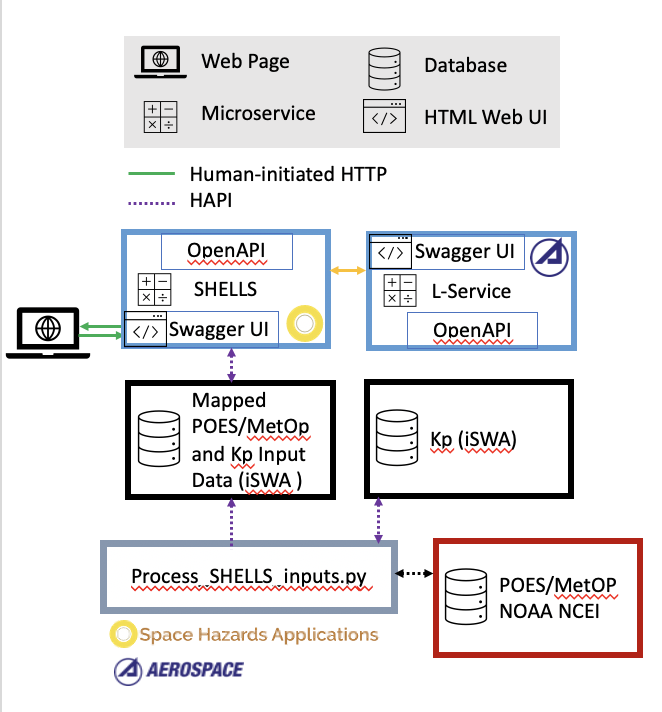 Web Page
Database
Microservice
</>
HTML Web UI
Human-initiated HTTP
HAPI
OpenAPI
SHELLS
</>
Swagger UI
</>
Swagger UI
L-Service
OpenAPI
Mapped
POES/MetOp
and Kp Input
Data (iSWA )
Kp (iSWA)
Process_SHELLS_inputs.py
POES/MetOP
NOAA NCEI
Space Hazards Applications
AEROSPACE